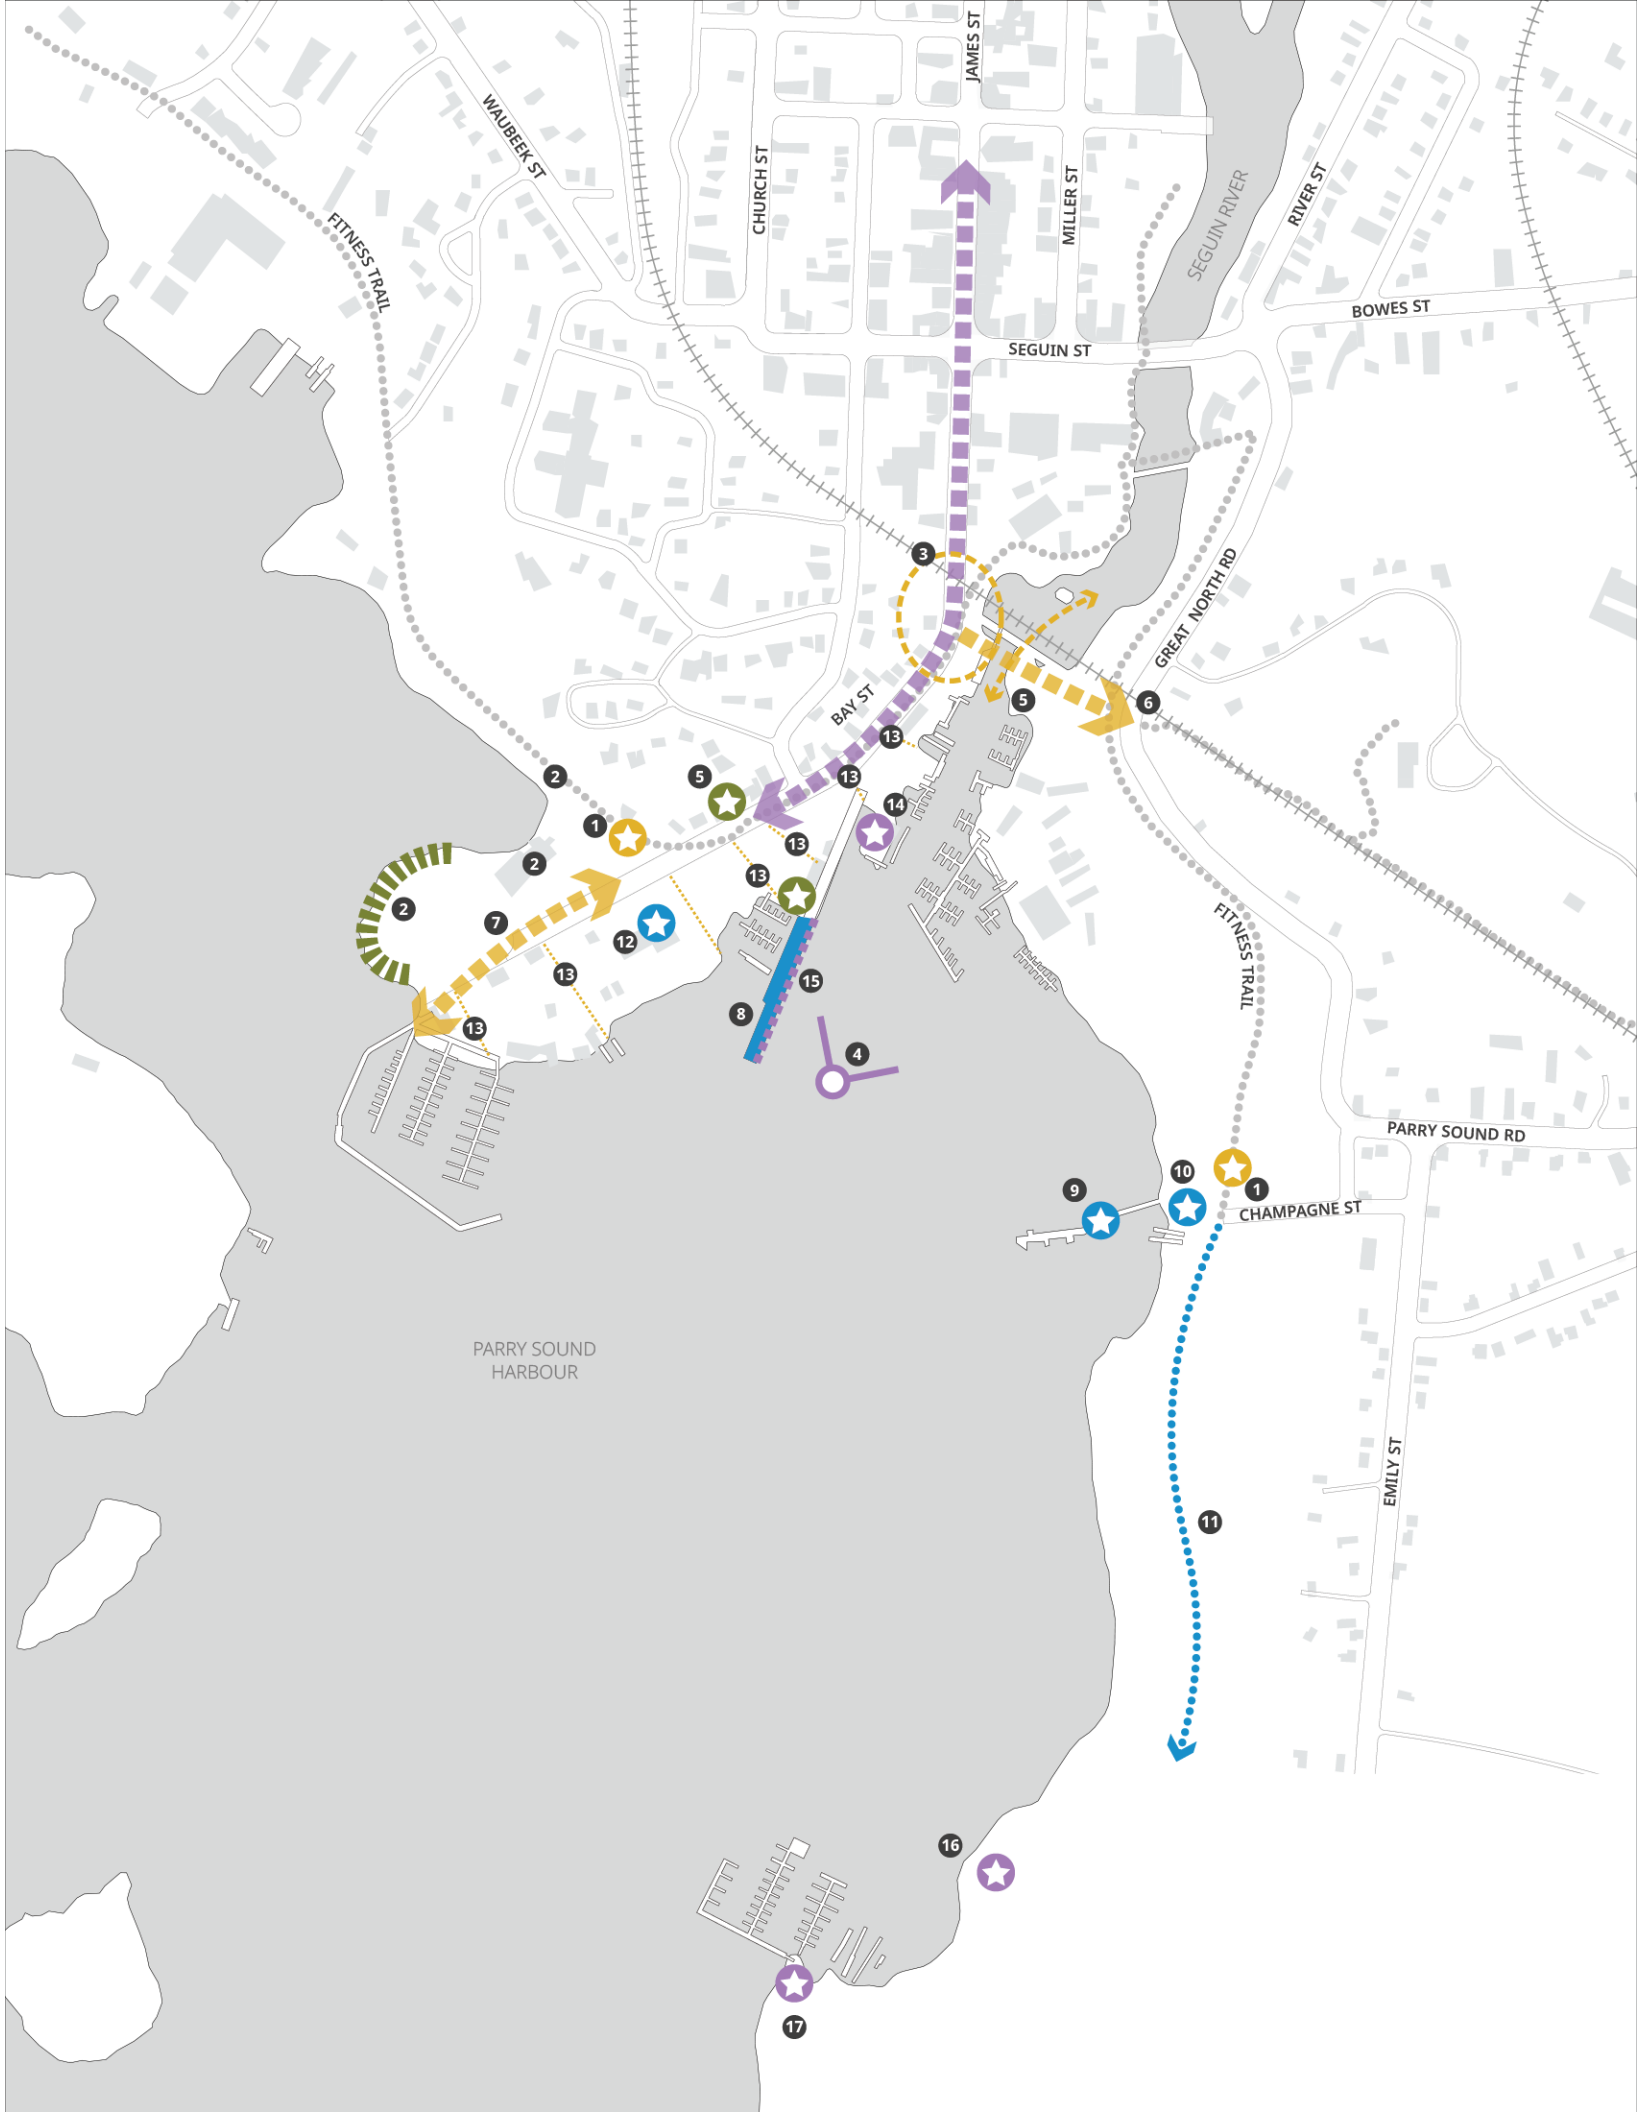 JAMES ST
WAUBEEK ST
CHURCH ST
MILLER ST
SEGUIN RIVER
RIVER ST
FITNESS TRAIL
BOWES ST
SEGUIN ST
3
GREAT NORTH RD
5
6
BAY ST
13
2
5
13
14
1
13
2
13
2
7
12
FITNESS TRAIL
13
15
8
13
4
PARRY SOUND RD
10
9
1
CHAMPAGNE ST
PARRY SOUND
HARBOUR
EMILY ST
11
16
17